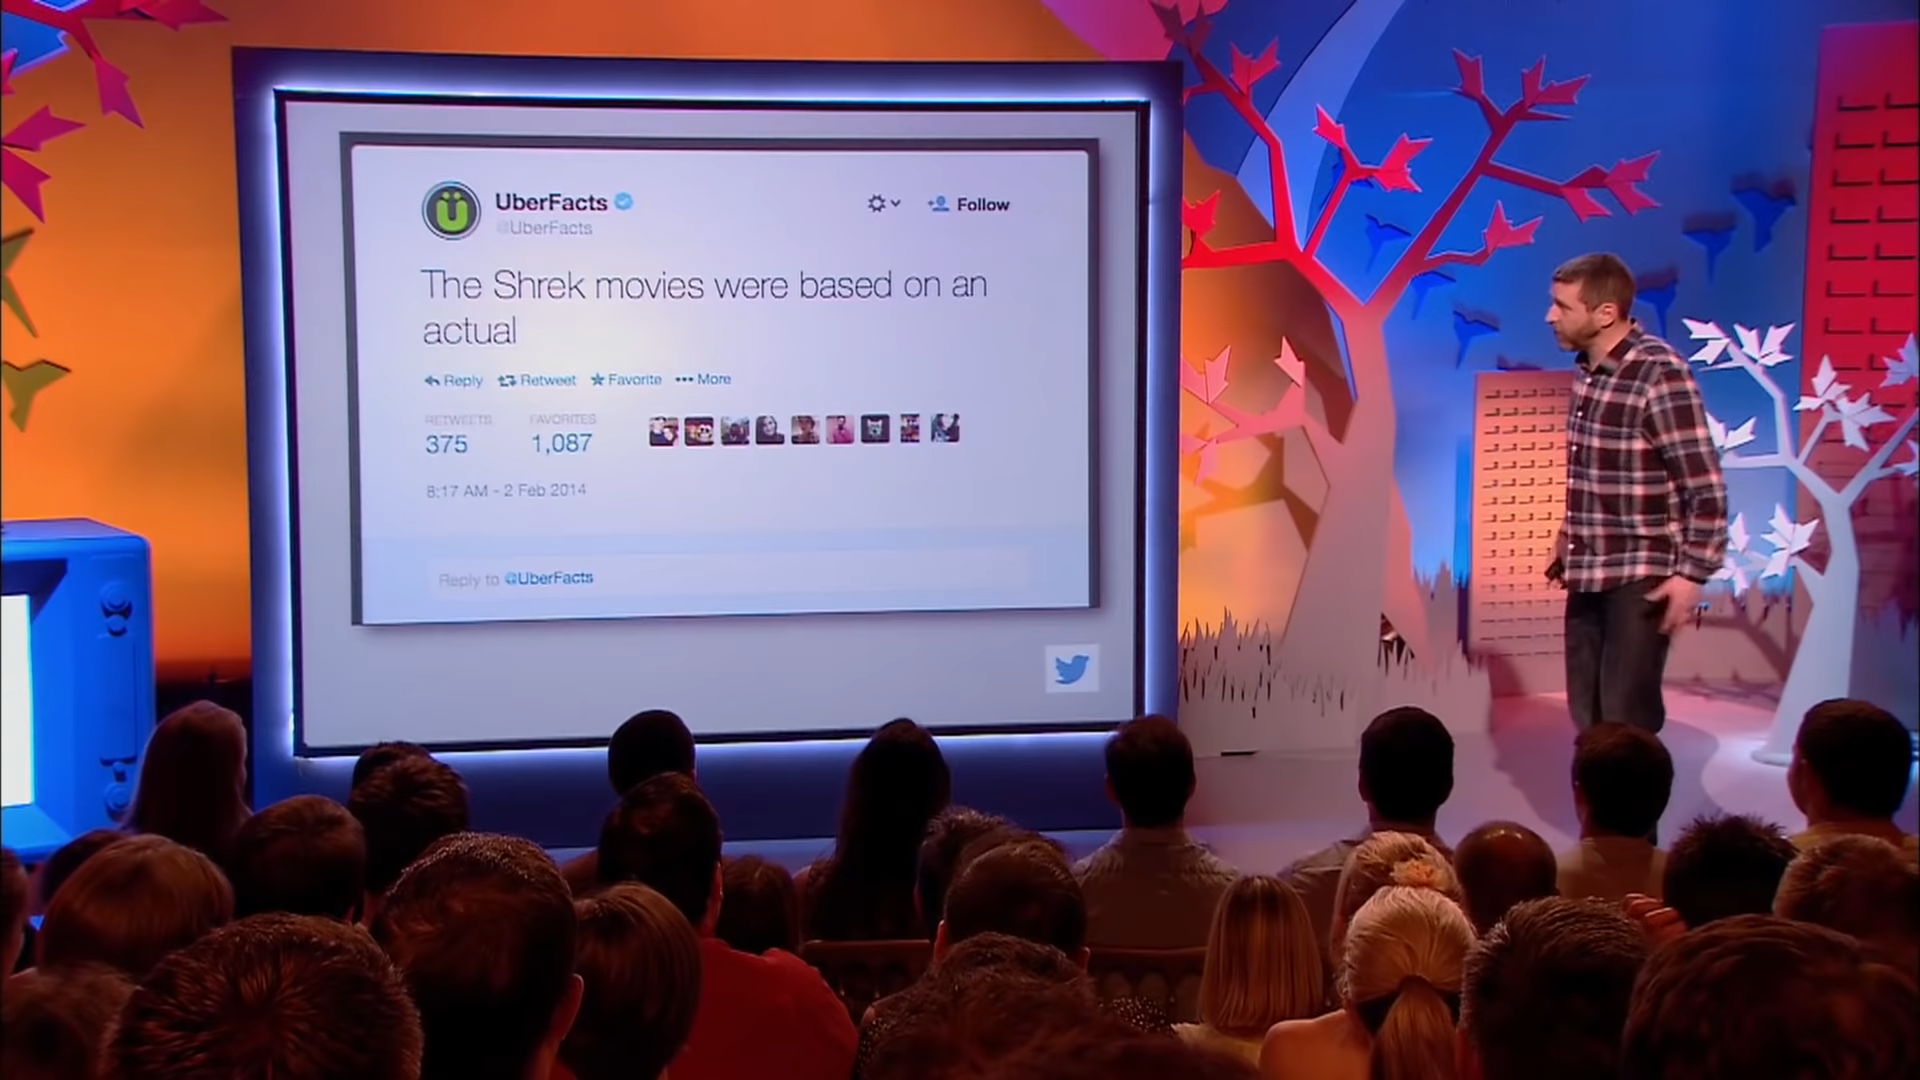 UberFacts
@UberFacts
Follow
The Shrek movies were based on an
actual
Reply Retweet Favorite More
RETWEETS FAVORITES
375 1,087
8:17 AM - 2 Feb 2014
Reply to @UberFacts